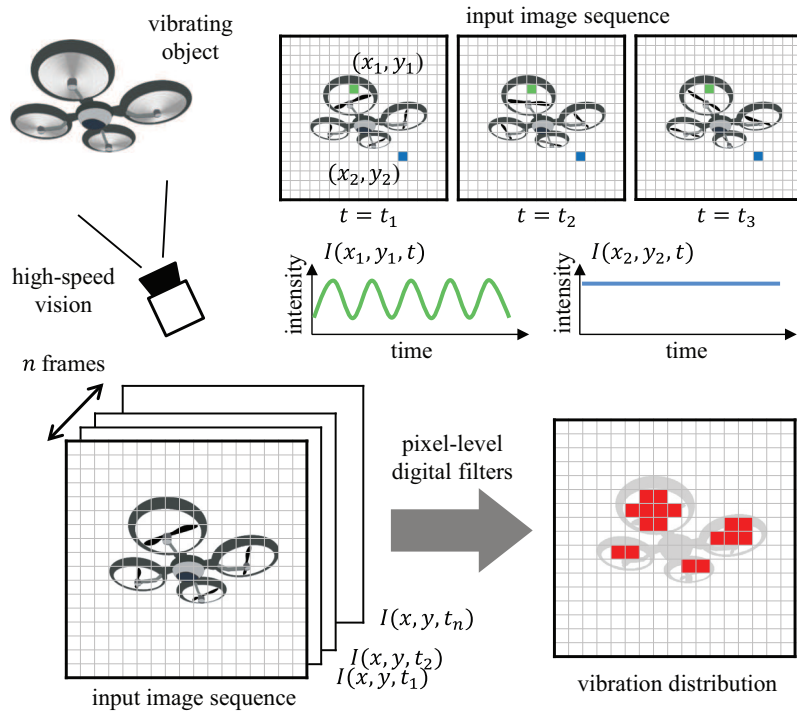 vibrating
object
input image sequence
(x₁, y₁)
(x₂, y₂)
t = t₁
t = t₂
t = t₃
high-speed
vision
I(x₁, y₁, t)
intensity
time
I(x₂, y₂, t)
intensity
time
n frames
pixel-level
digital filters
I(x, y, tₙ)
I(x, y, t₂)
I(x, y, t₁)
input image sequence
vibration distribution